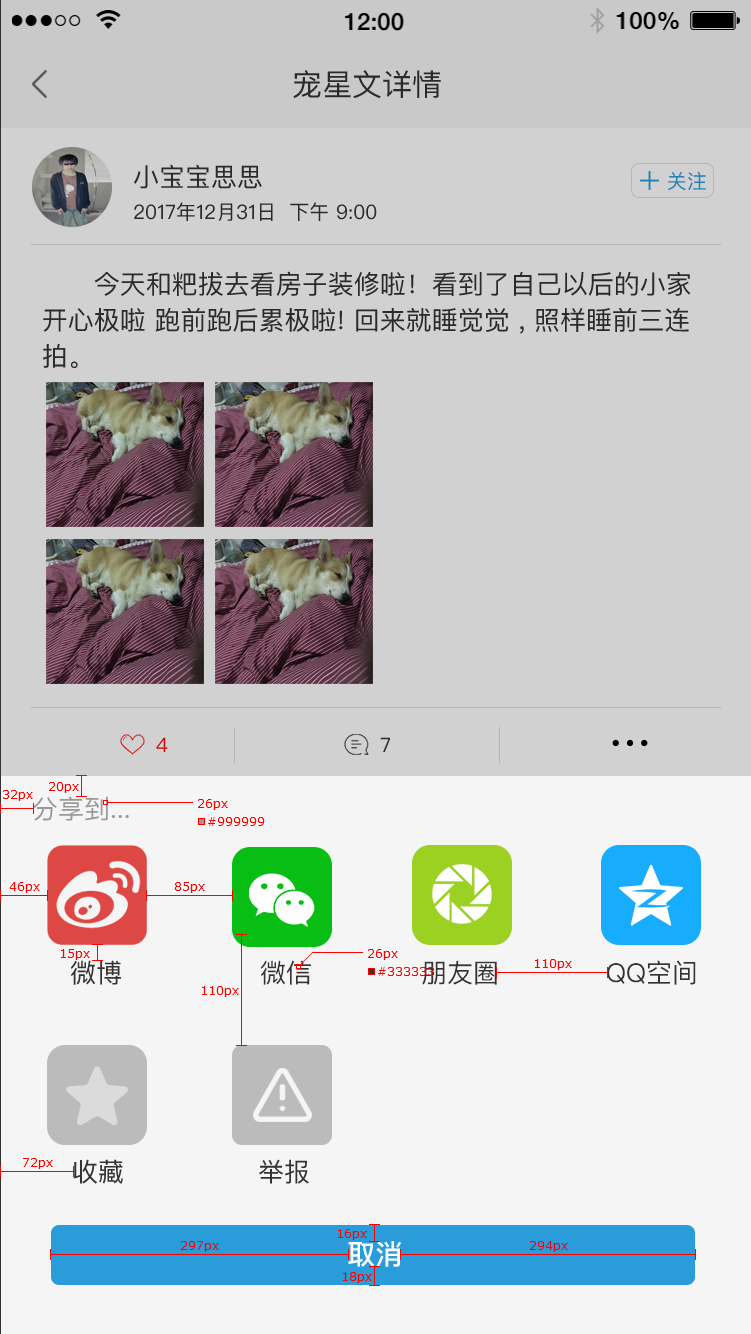 12:00
100%
宠星文详情
小宝宝思思
2017年12月31日 下午 9:00
关注
今天和粑拔去看房子装修啦！看到了自己以后的小家
开心极啦 跑前跑后累极啦! 回来就睡觉觉，照样睡前三连
拍。
4
7
20px
32px
分享到...
26px
#999999
46px
85px
15px
微博
微信
26px
#333333
朋友圈
110px
QQ空间
110px
72px
收藏
举报
16px
297px
取消
294px
18px